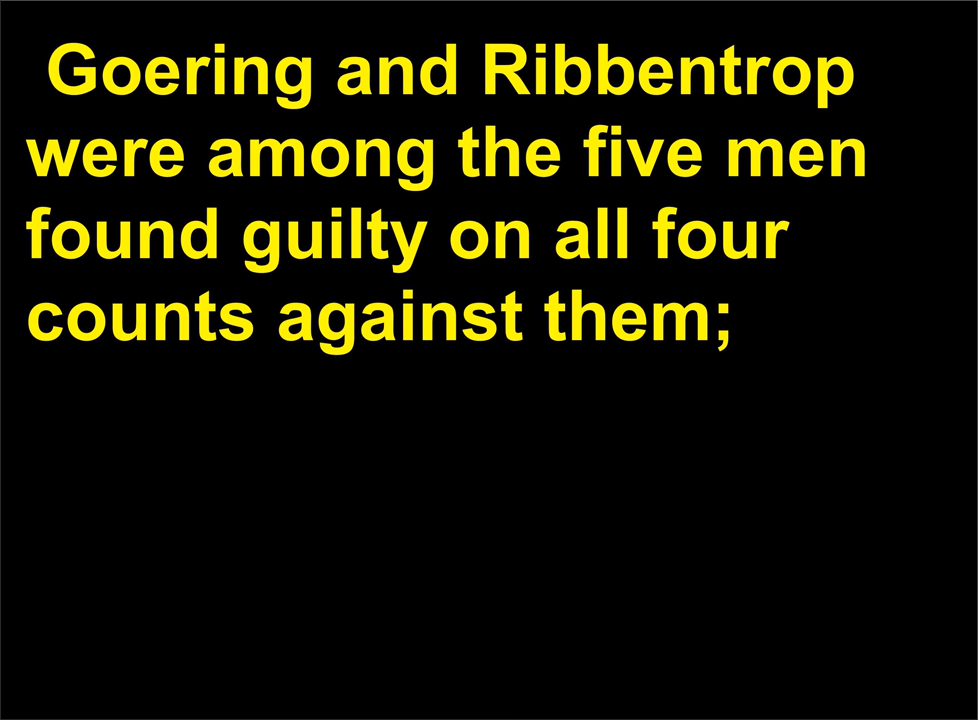 Goering and Ribbentrop
were among the five men
found guilty on all four
counts against them;